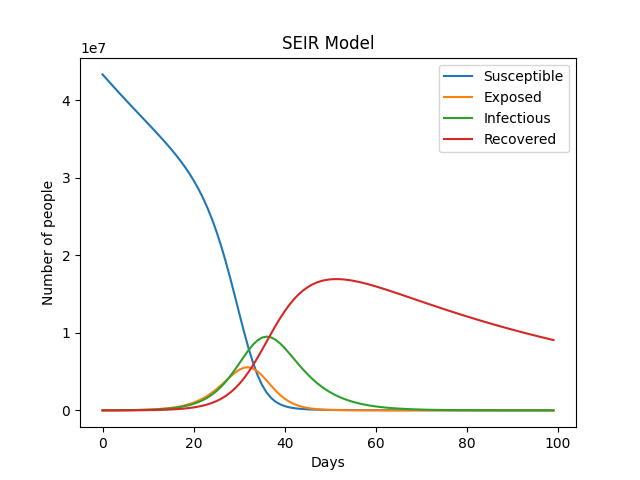 SEIR Model
1e7
Susceptible
Exposed
Infectious
Recovered
4
3
2
1
0
Number of people
0 20 40 60 80 100
Days